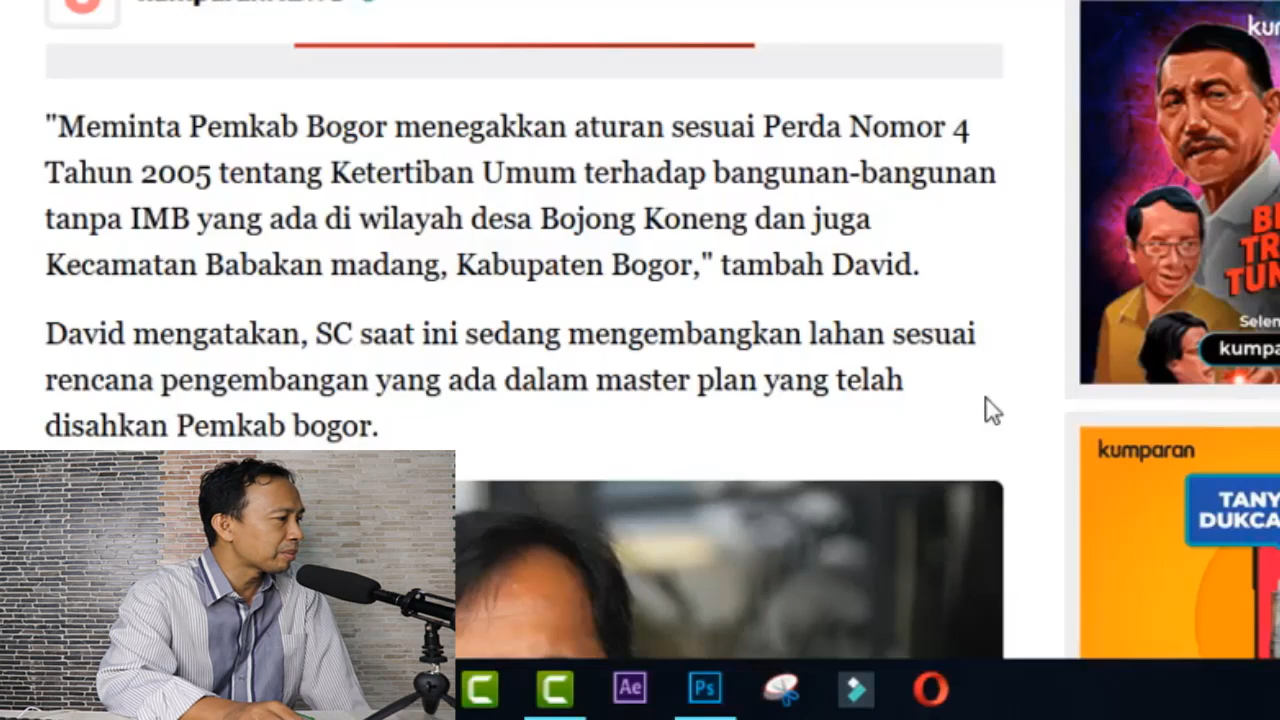 "Meminta Pemkab Bogor menegakkan aturan sesuai Perda Nomor 4
Tahun 2005 tentang Ketertiban Umum terhadap bangunan-bangunan
tanpa IMB yang ada di wilayah desa Bojong Koneng dan juga
Kecamatan Babakan madang, Kabupaten Bogor," tambah David.
David mengatakan, SC saat ini sedang mengembangkan lahan sesuai
rencana pengembangan yang ada dalam master plan yang telah
disahkan Pemkab bogor.
kumparan
Ae
Ps